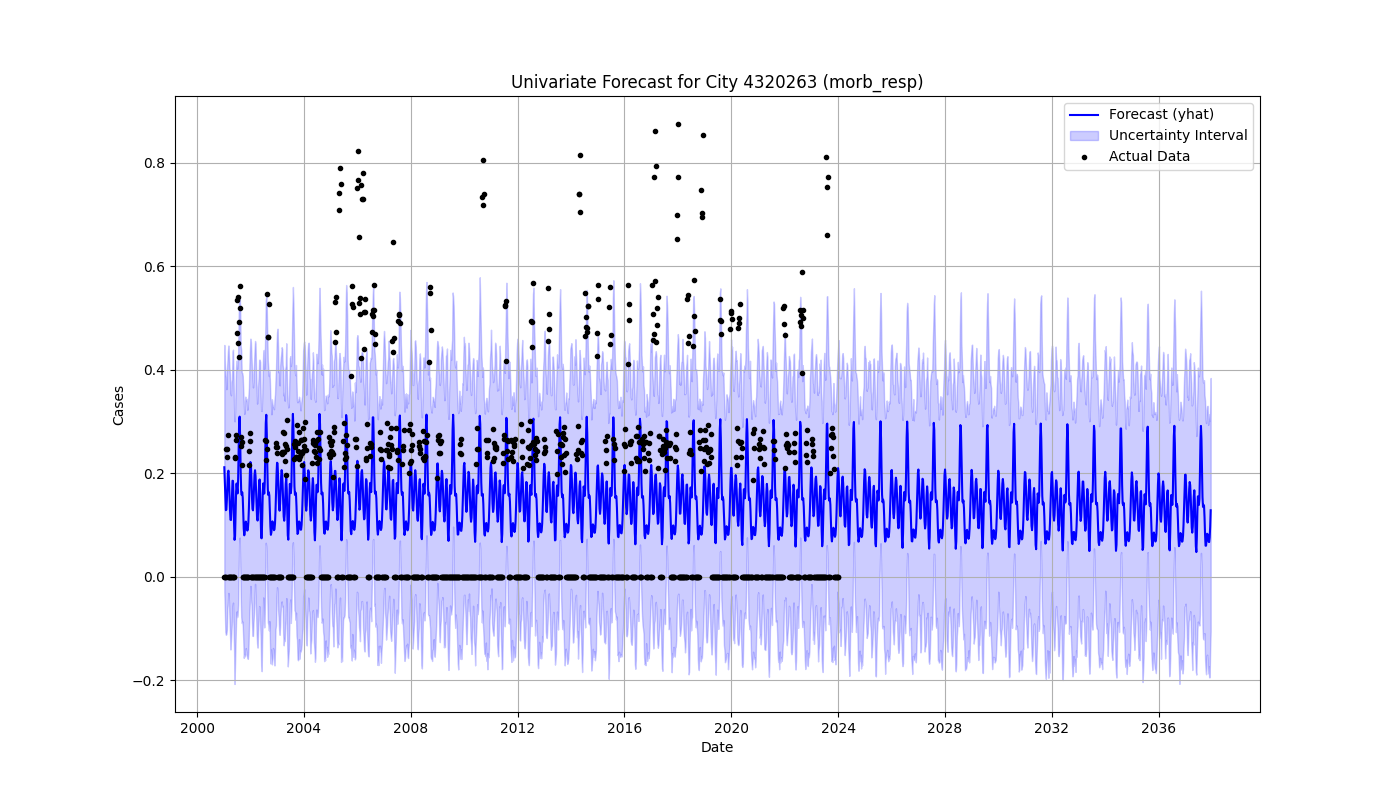 Univariate Forecast for City 4320263 (morb_resp)
Forecast (yhat)
Uncertainty Interval
Actual Data
Cases
0.8
0.6
0.4
0.2
0.0
−0.2
2000 2004 2008 2012 2016 2020 2024 2028 2032 2036
Date